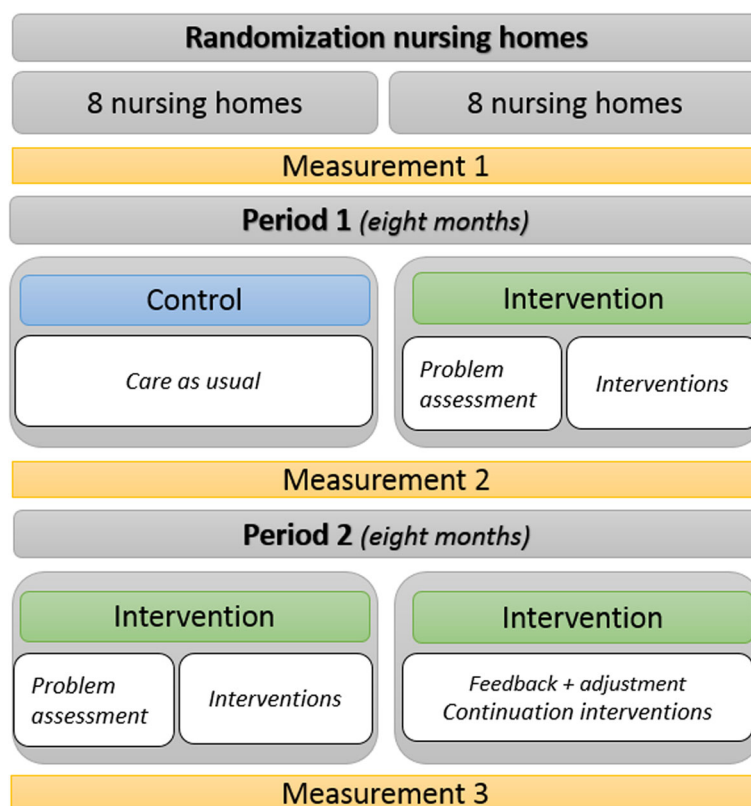 Randomization nursing homes
8 nursing homes
8 nursing homes
Measurement 1
Period 1 (eight months)
Control
Care as usual
Intervention
Problem
assessment
Interventions
Measurement 2
Period 2 (eight months)
Intervention
Problem
assessment
Interventions
Intervention
Feedback + adjustment
Continuation interventions
Measurement 3